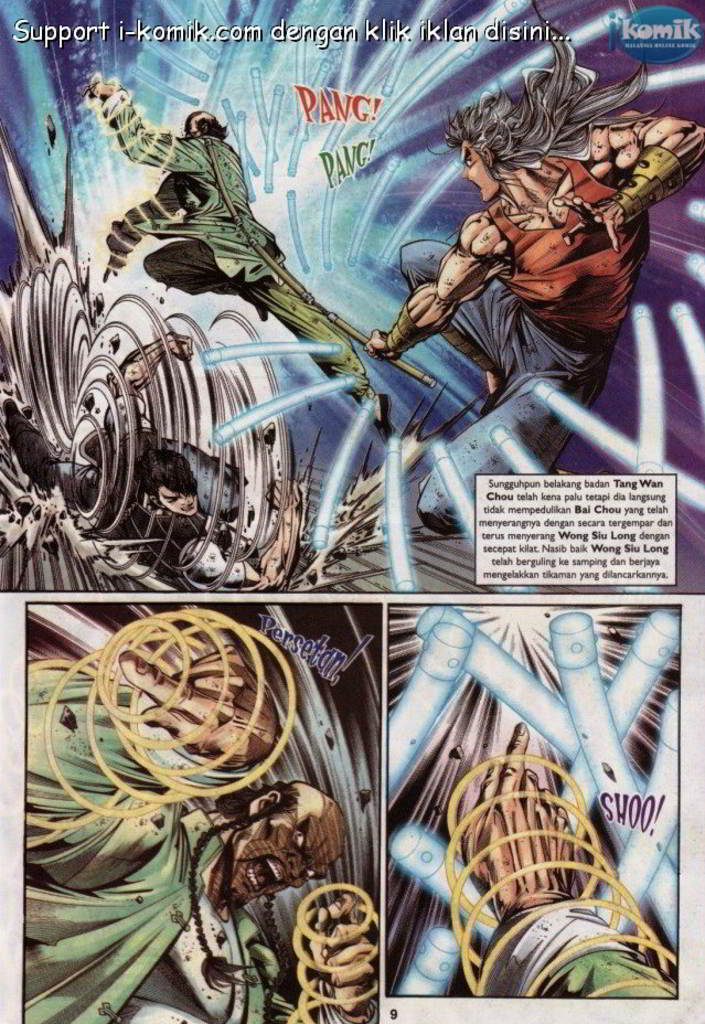 Support i-komik.com dengan klik iklan disini...
ikomik
MALAYSIA ONLINE KOMIK
PANG!
PANG!
Sungguhpun belakang badan Tang Wan
Chou telah kena palu tetapi dia langsung
tidak mempedulikan Bai Chou yang telah
menyerangnya dengan secara tergempar dan
terus menyerang Wong Siu Long dengan
secepat kilat. Nasib baik Wong Siu Long
telah berguling ke samping dan berjaya
mengelakkan tikaman yang dilancarkannya.
Persetan!
SHOO!
9